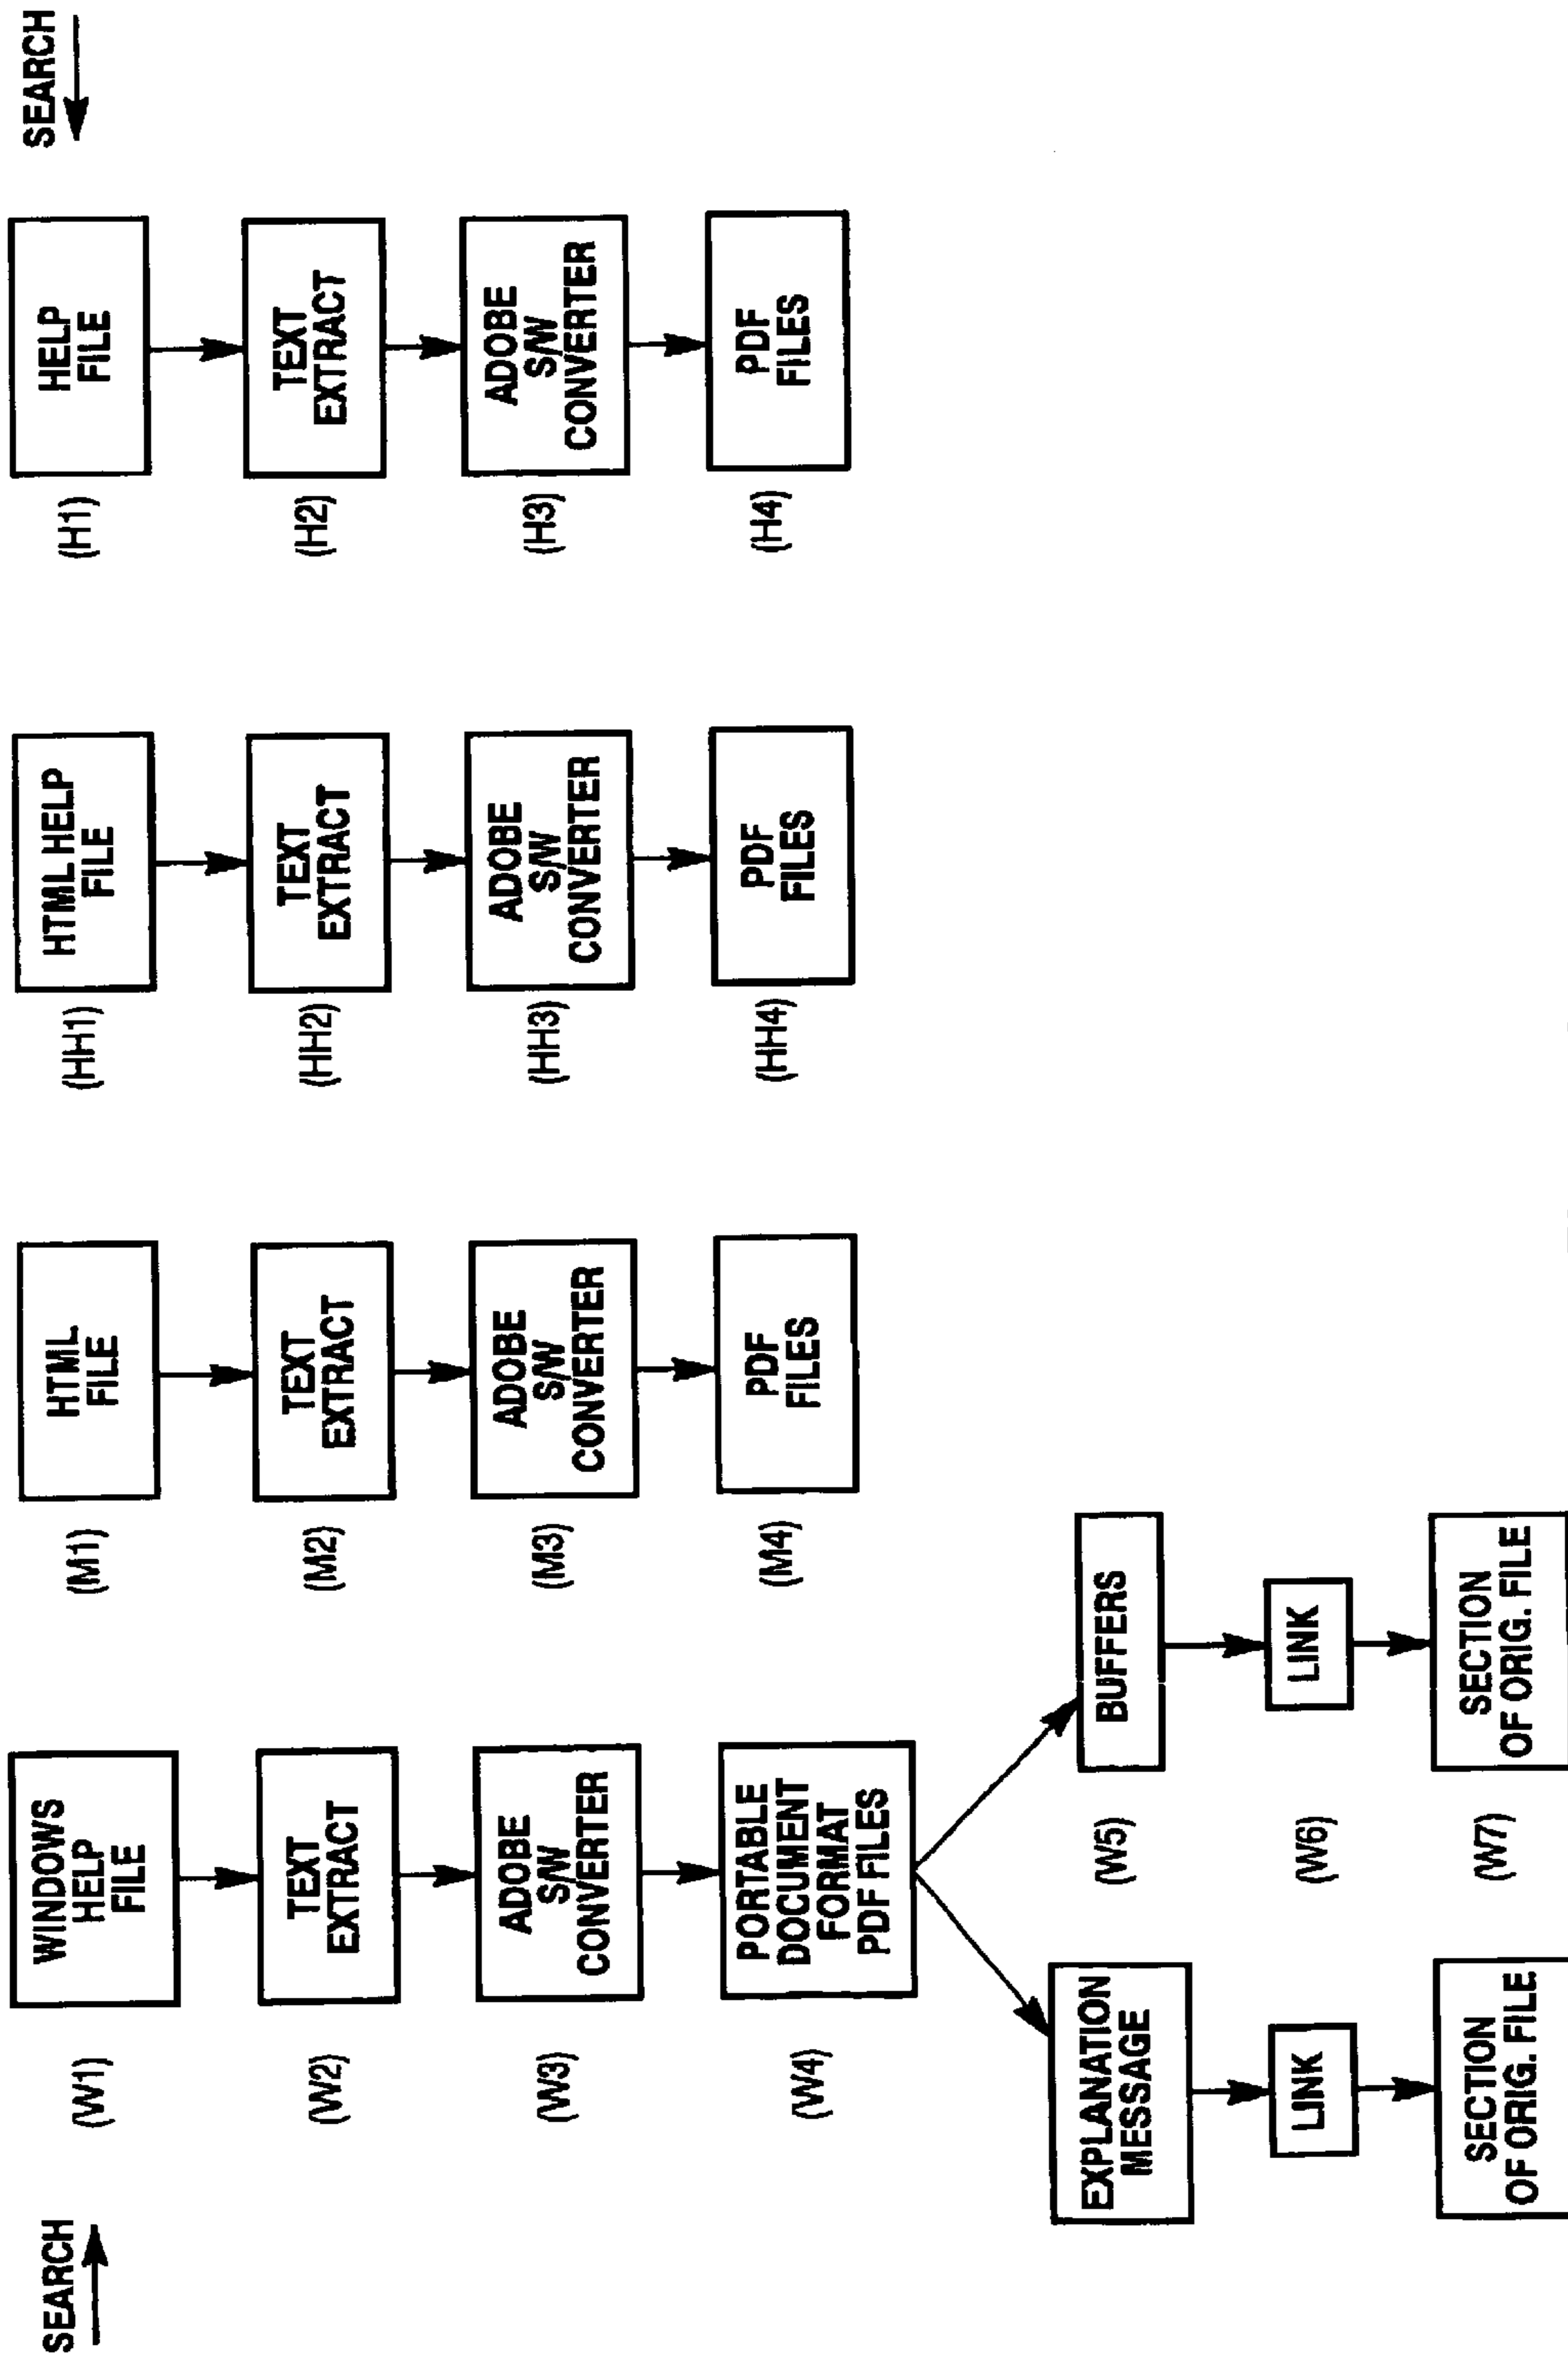 SEARCH
(W1)
WINDOWS
HELP
FILE
(W2)
TEXT
EXTRACT
(W3)
ADOBE
S/W
CONVERTER
(W4)
PORTABLE
DOCUMENT
FORMAT
PDF FILES
EXPLANATION
MESSAGE
LINK
SECTION
OF ORIG. FILE
(W5)
BUFFERS
(W6)
LINK
(W7)
SECTION
OF ORIG. FILE
(M1)
HTML
FILE
(M2)
TEXT
EXTRACT
(M3)
ADOBE
S/W
CONVERTER
(M4)
PDF
FILES
(HH1)
HTML HELP
FILE
(HH2)
TEXT
EXTRACT
(HH3)
ADOBE
S/W
CONVERTER
(HH4)
PDF
FILES
(H1)
HELP
FILE
(H2)
TEXT
EXTRACT
(H3)
ADOBE
S/W
CONVERTER
(H4)
PDF
FILES
SEARCH